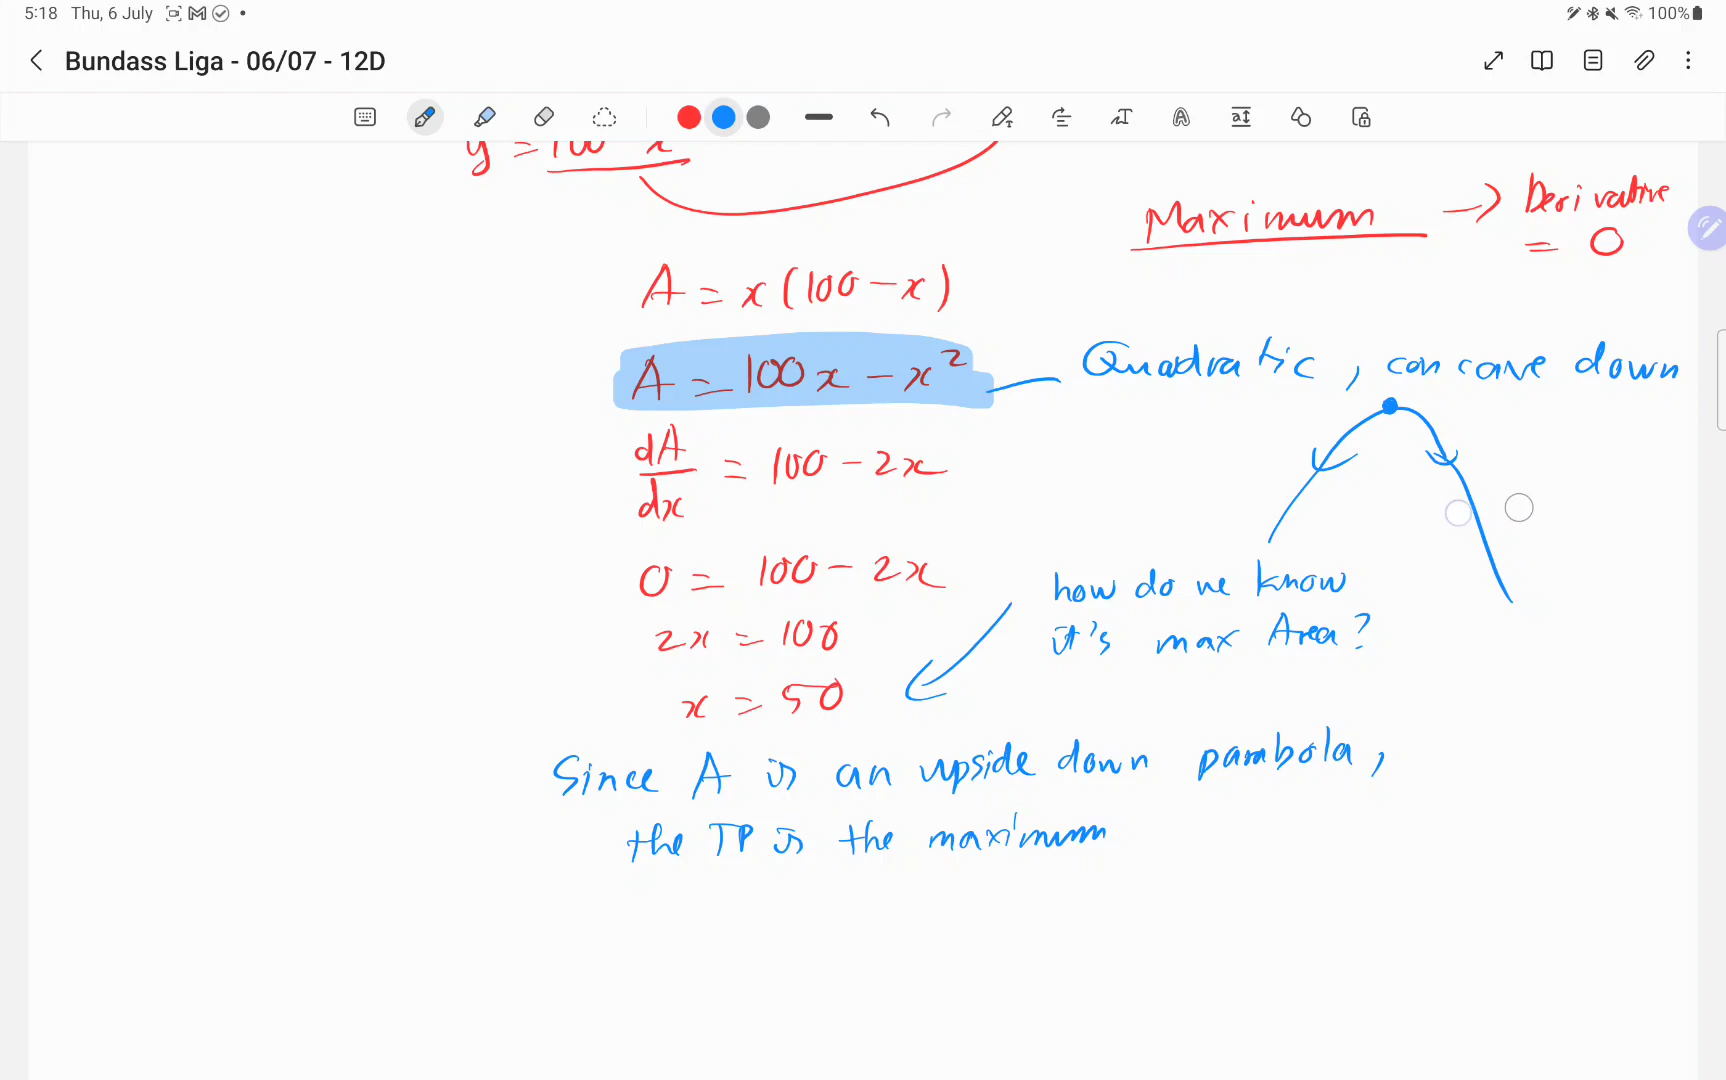 5:18 Thu, 6 July
100%
Bundass Liga - 06/07 - 12D
y = 100 - x
Maximum → Derivative
= 0
A = x(100 - x)
A = 100x - x²
Quadratic, concave down
dA/dx = 100 - 2x
0 = 100 - 2x
how do we know
it's max Area?
2x = 100
x = 50
Since A is an upside down parabola,
the TP is the maximum